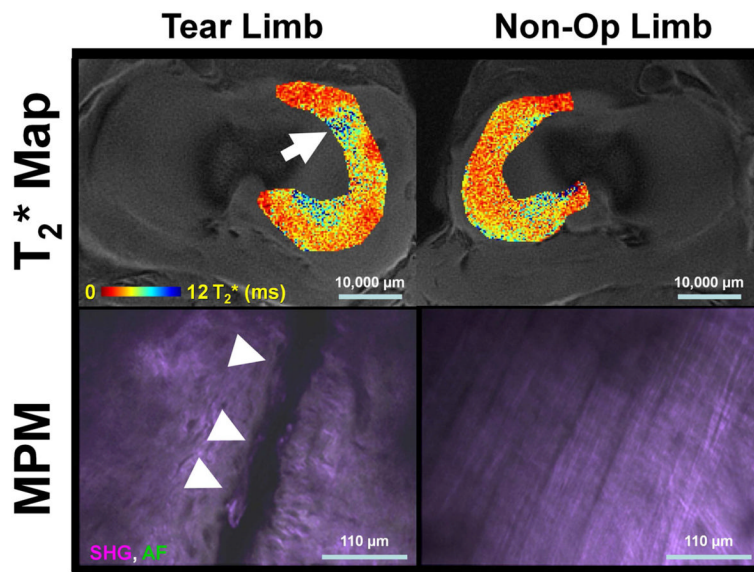 Tear Limb
Non-Op Limb
T₂* Map
0 12 T₂* (ms)
10,000 µm
10,000 µm
MPM
SHG, AF
110 µm
110 µm